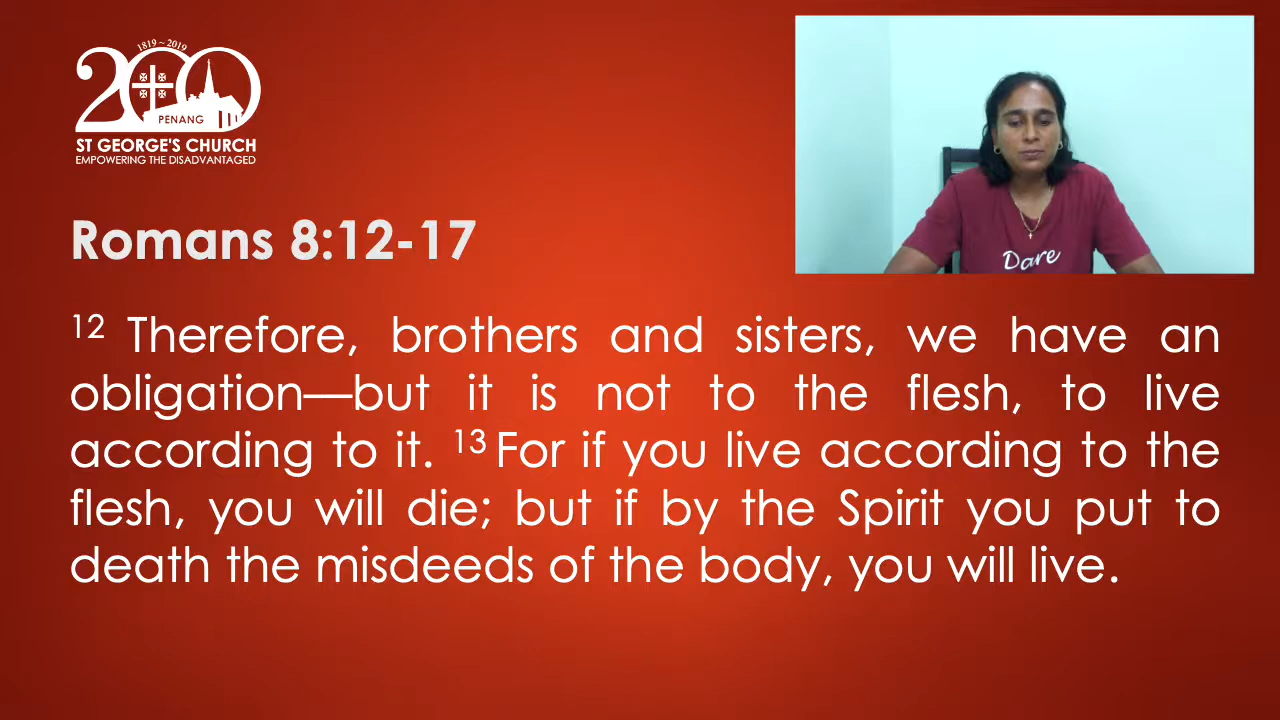 1819 ~ 2019
200
PENANG
ST GEORGE'S CHURCH
EMPOWERING THE DISADVANTAGED
Dare
Romans 8:12-17
12 Therefore, brothers and sisters, we have an
obligation—but it is not to the flesh, to live
according to it. 13 For if you live according to the
flesh, you will die; but if by the Spirit you put to
death the misdeeds of the body, you will live.